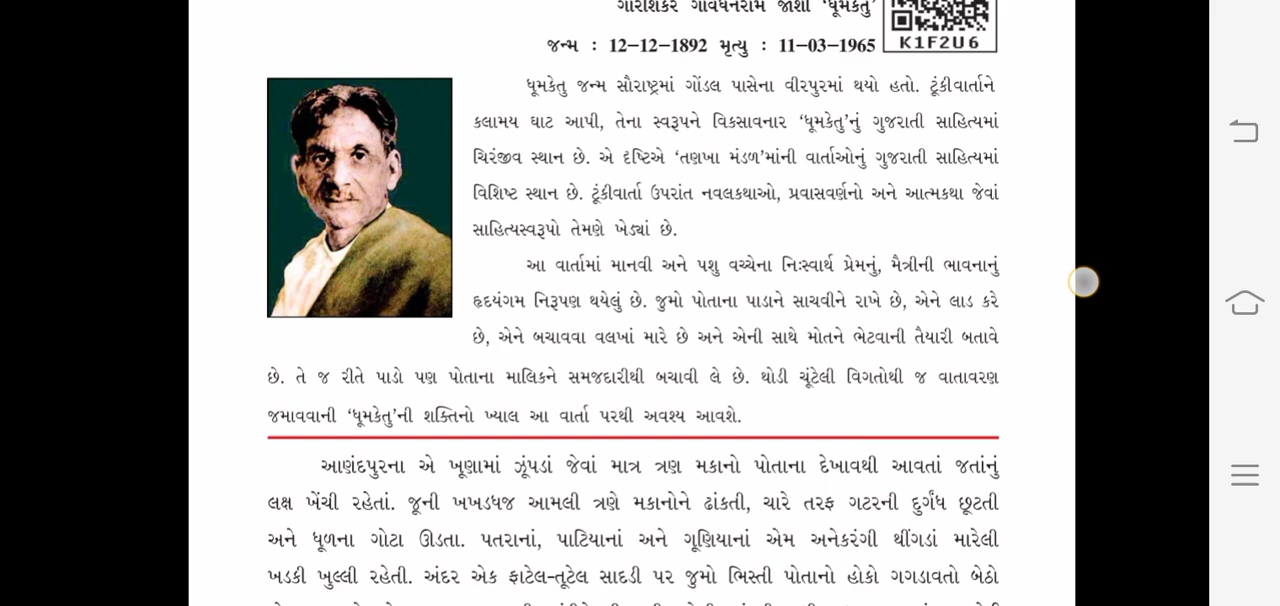 ગૌરીશંકર ગોવર્ધનરામ જોશી ‘ધૂમકેતુ’
જન્મ : 12–12–1892 મૃત્યુ : 11–03–1965
K1F2U6
ધૂમકેતુ જન્મ સૌરાષ્ટ્રમાં ગોંડલ પાસેના વીરપુરમાં થયો હતો. ટૂંકીવાર્તાને
કલામય ઘાટ આપી, તેના સ્વરૂપને વિકસાવનાર ‘ધૂમકેતુ’નું ગુજરાતી સાહિત્યમાં
ચિરંજીવ સ્થાન છે. એ દૃષ્ટિએ ‘તણખા મંડળ’માંની વાર્તાઓનું ગુજરાતી સાહિત્યમાં
વિશિષ્ટ સ્થાન છે. ટૂંકીવાર્તા ઉપરાંત નવલકથાઓ, પ્રવાસવર્ણનો અને આત્મકથા જેવાં
સાહિત્યસ્વરૂપો તેમણે ખેડ્યાં છે.
આ વાર્તામાં માનવી અને પશુ વચ્ચેના નિઃસ્વાર્થ પ્રેમનું, મૈત્રીની ભાવનાનું
હૃદયંગમ નિરૂપણ થયેલું છે. જુમો પોતાના પાડાને સાચવીને રાખે છે, એને લાડ કરે
છે, એને બચાવવા વલખાં મારે છે અને એની સાથે મોતને ભેટવાની તૈયારી બતાવે
છે. તે જ રીતે પાડો પણ પોતાના માલિકને સમજદારીથી બચાવી લે છે. થોડી ચૂંટેલી વિગતોથી જ વાતાવરણ
જમાવવાની ‘ધૂમકેતુ’ની શક્તિનો ખ્યાલ આ વાર્તા પરથી અવશ્ય આવશે.
આણંદપુરના એ ખૂણામાં ઝૂંપડાં જેવાં માત્ર ત્રણ મકાનો પોતાના દેખાવથી આવતાં જતાંનું
લક્ષ ખેંચી રહેતાં. જૂની ખખડધજ આમલી ત્રણે મકાનોને ઢાંકતી, ચારે તરફ ગટરની દુર્ગંધ છૂટતી
અને ધૂળના ગોટા ઊડતા. પતરાનાં, પાટિયાનાં અને ગૂણિયાનાં એમ અનેકરંગી થીંગડાં મારેલી
ખડકી ખુલ્લી રહેતી. અંદર એક ફાટેલ-તૂટેલ સાદડી પર જુમો ભિસ્તી પોતાનો હોકો ગગડાવતો બેઠો